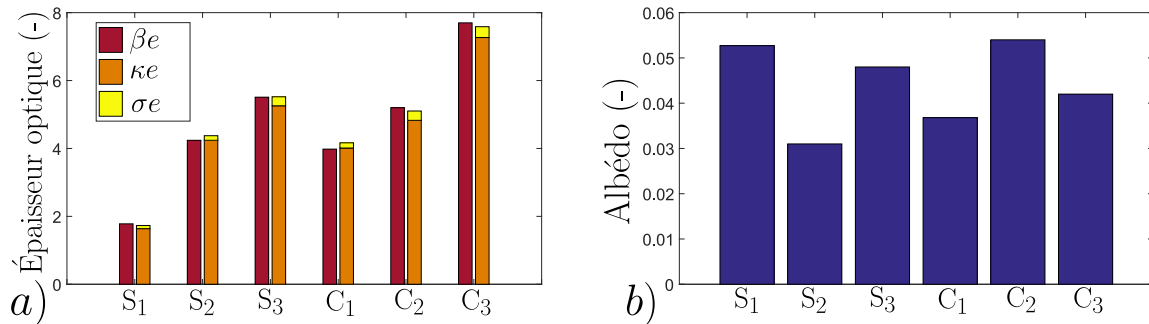 Épaisseur optique (-)
8
6
4
2
0
βe
κe
σe
S₁ S₂ S₃ C₁ C₂ C₃
a)
Albédo (-)
0.06
0.05
0.04
0.03
0.02
0.01
0
S₁ S₂ S₃ C₁ C₂ C₃
b)